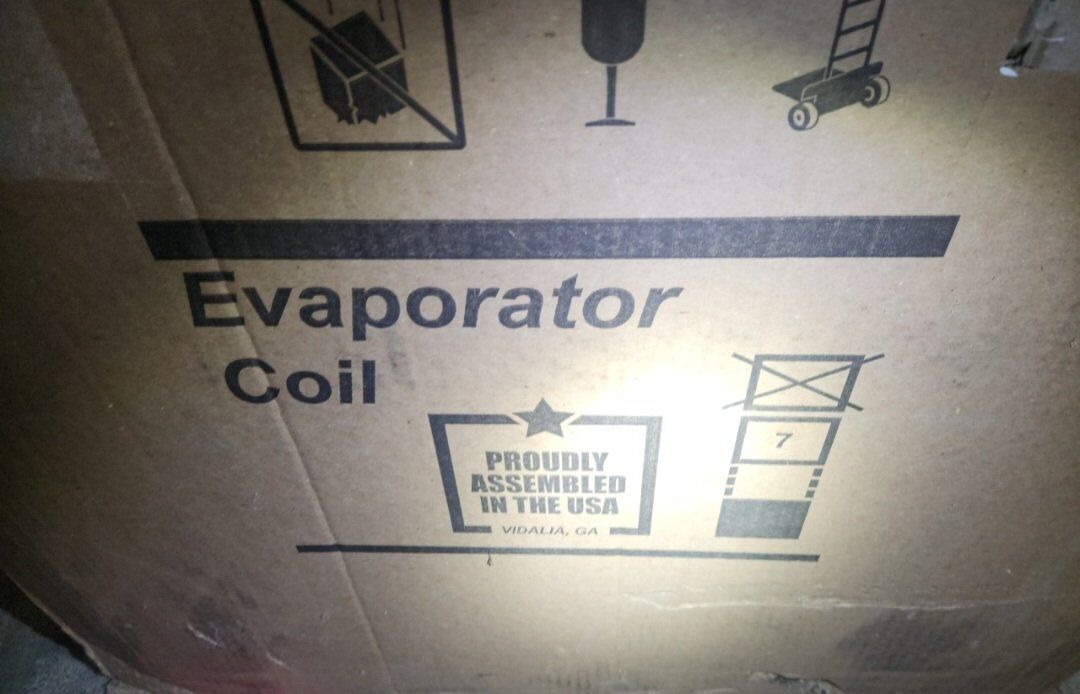 Evaporator
Coil
PROUDLY
ASSEMBLED
IN THE USA
VIDALIA, GA
7